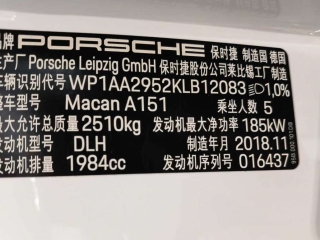 品牌 PORSCHE 保时捷 制造国 德国
Porsche Leipzig GmbH 保时捷股份公司莱比锡工厂制造
车辆识别代号 WP1AA2952KLB12083 1,0%
整车型号 Macan A151 乘坐人数 5
最大允许总质量 2510kg 发动机最大净功率 185kW
发动机型号 DLH 制造年月 2018.11
发动机排量 1984cc 发动机序列号 016437